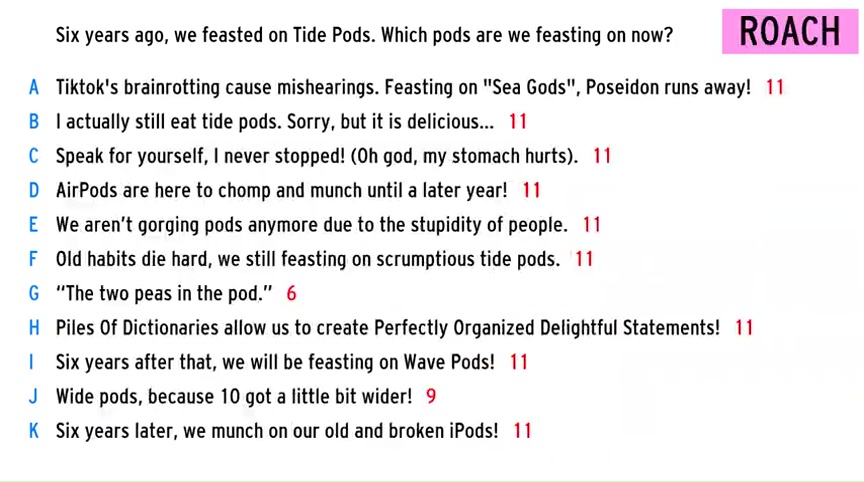 Six years ago, we feasted on Tide Pods. Which pods are we feasting on now?
ROACH
A Tiktok's brainrotting cause mishearings. Feasting on "Sea Gods", Poseidon runs away! 11
B I actually still eat tide pods. Sorry, but it is delicious... 11
C Speak for yourself, I never stopped! (Oh god, my stomach hurts). 11
D AirPods are here to chomp and munch until a later year! 11
E We aren’t gorging pods anymore due to the stupidity of people. 11
F Old habits die hard, we still feasting on scrumptious tide pods. 11
G “The two peas in the pod.” 6
H Piles Of Dictionaries allow us to create Perfectly Organized Delightful Statements! 11
I Six years after that, we will be feasting on Wave Pods! 11
J Wide pods, because 10 got a little bit wider! 9
K Six years later, we munch on our old and broken iPods! 11